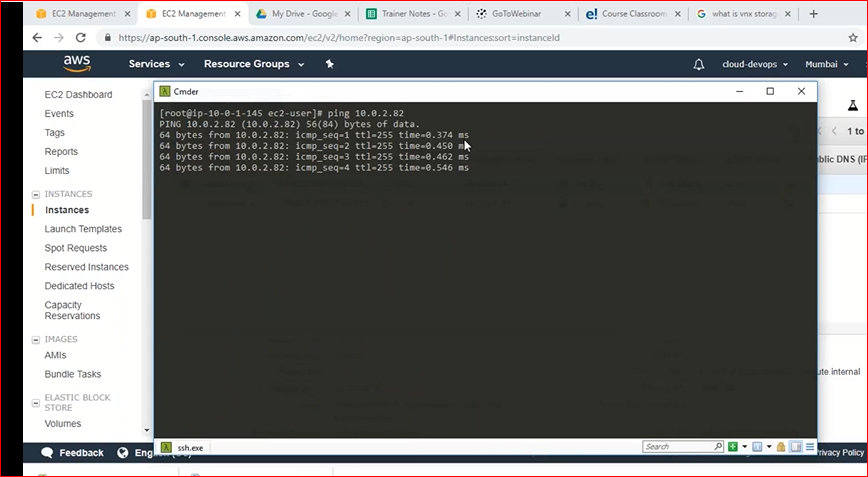 EC2 Management
EC2 Management
My Drive - Google
Trainer Notes - Go
GoToWebinar
Course Classroom
what is vnx storag
https://ap-south-1.console.aws.amazon.com/ec2/v2/home?region=ap-south-1#Instances:sort=instanceId
aws
Services
Resource Groups
cloud-devops
Mumbai
EC2 Dashboard
Events
Tags
Reports
Limits
INSTANCES
Instances
Launch Templates
Spot Requests
Reserved Instances
Dedicated Hosts
Capacity
Reservations
IMAGES
AMIs
Bundle Tasks
ELASTIC BLOCK
STORE
Volumes
Cmder
[root@ip-10-0-1-145 ec2-user]# ping 10.0.2.82
PING 10.0.2.82 (10.0.2.82) 56(84) bytes of data.
64 bytes from 10.0.2.82: icmp_seq=1 ttl=255 time=0.374 ms
64 bytes from 10.0.2.82: icmp_seq=2 ttl=255 time=0.450 ms
64 bytes from 10.0.2.82: icmp_seq=3 ttl=255 time=0.462 ms
64 bytes from 10.0.2.82: icmp_seq=4 ttl=255 time=0.546 ms
1 to
blic DNS (IP
te internal
ssh.exe
Search
Feedback
Privacy Policy